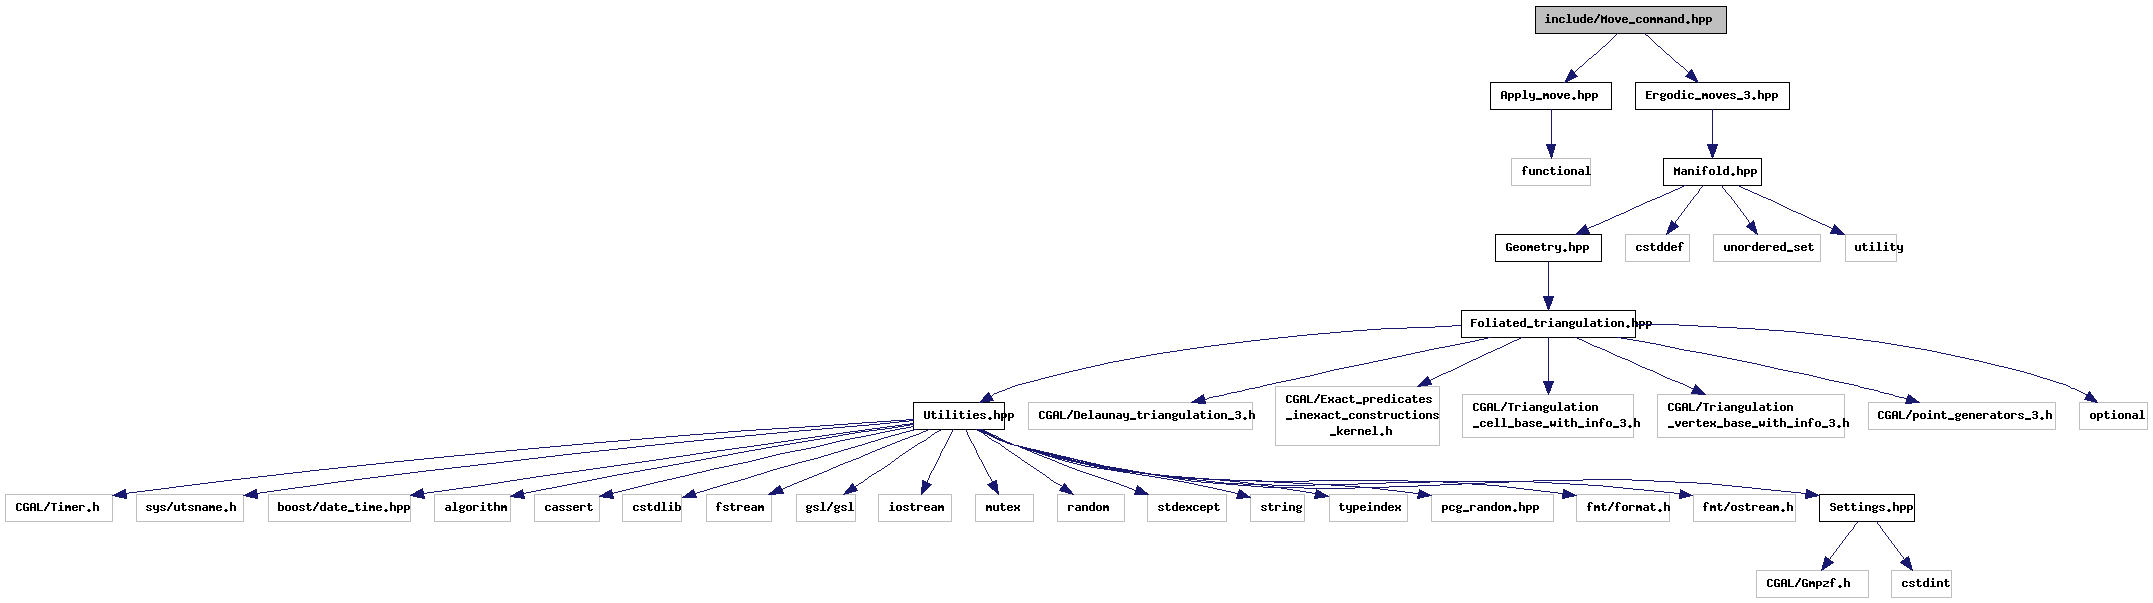 include/Move_command.hpp
Apply_move.hpp
Ergodic_moves_3.hpp
functional
Manifold.hpp
Geometry.hpp
cstddef
unordered_set
utility
Foliated_triangulation.hpp
Utilities.hpp
CGAL/Delaunay_triangulation_3.h
CGAL/Exact_predicates
_inexact_constructions
_kernel.h
CGAL/Triangulation
_cell_base_with_info_3.h
CGAL/Triangulation
_vertex_base_with_info_3.h
CGAL/point_generators_3.h
optional
CGAL/Timer.h
sys/utsname.h
boost/date_time.hpp
algorithm
cassert
cstdlib
fstream
gsl/gsl
iostream
mutex
random
stdexcept
string
typeindex
pcg_random.hpp
fmt/format.h
fmt/ostream.h
Settings.hpp
CGAL/Gmpzf.h
cstdint